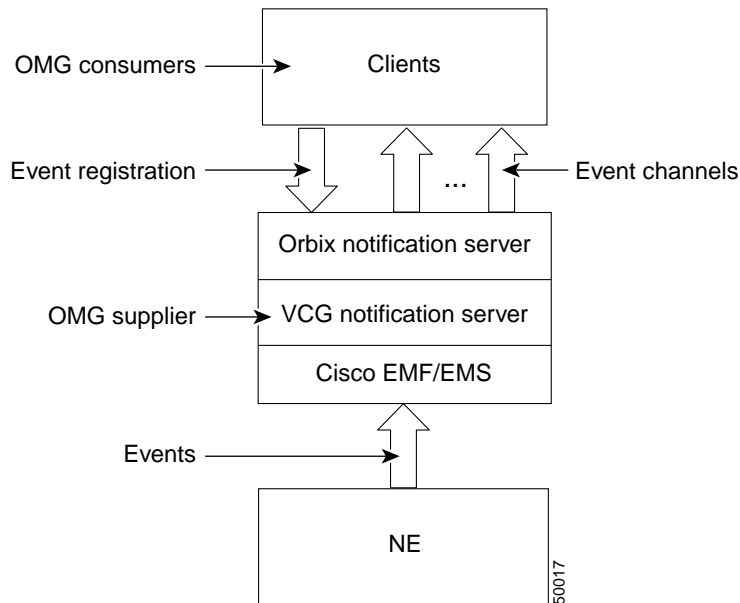 OMG consumers
Clients
Event registration
...
Event channels
Orbix notification server
OMG supplier
VCG notification server
Cisco EMF/EMS
Events
NE
50017